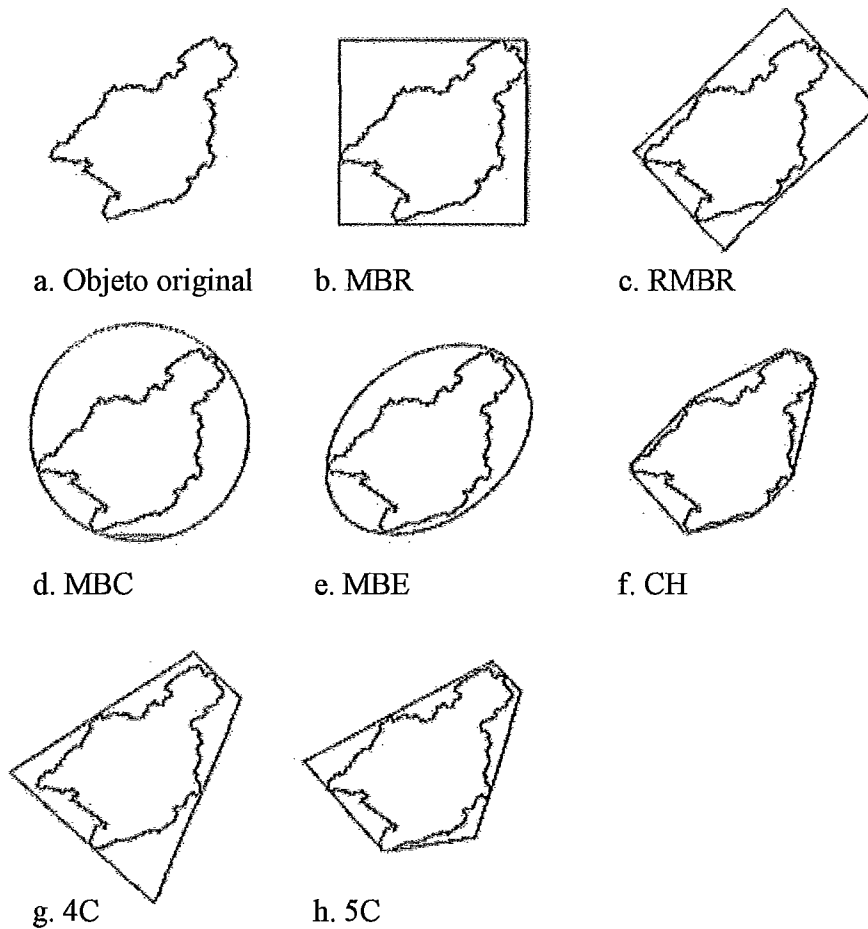 a. Objeto original
b. MBR
c. RMBR
d. MBC
e. MBE
f. CH
g. 4C
h. 5C